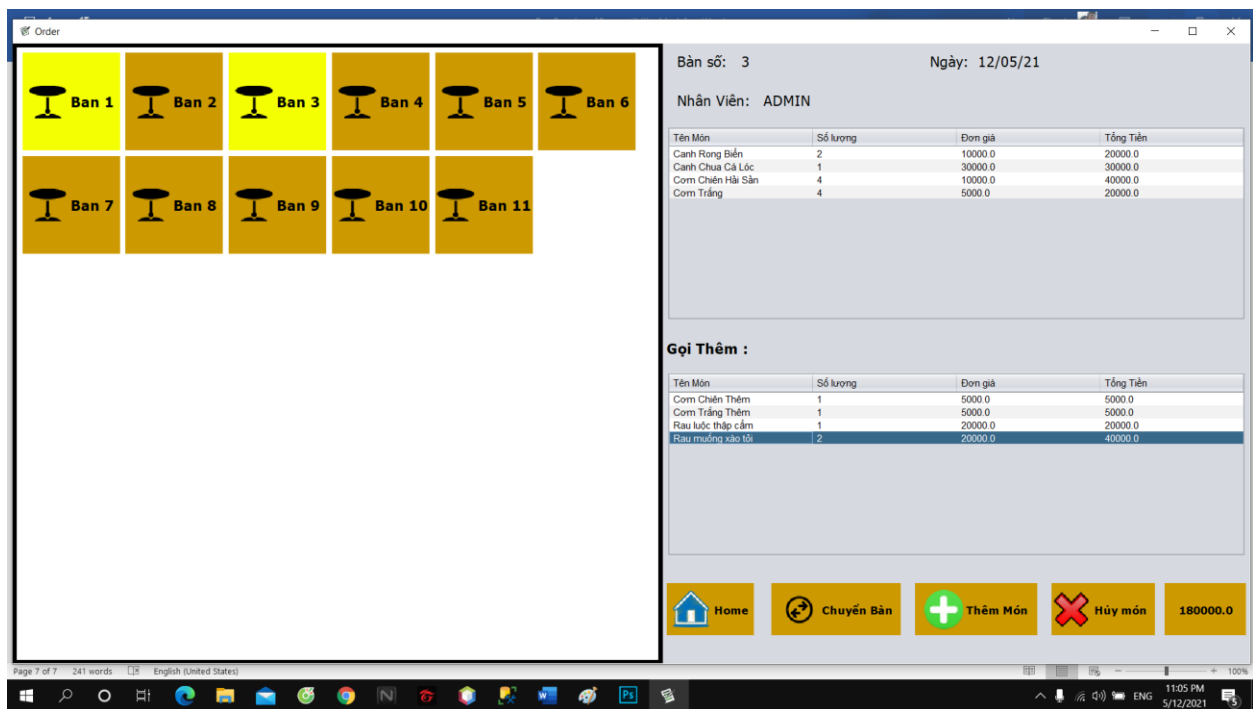 Order
Ban 1
Ban 2
Ban 3
Ban 4
Ban 5
Ban 6
Ban 7
Ban 8
Ban 9
Ban 10
Ban 11
Bàn số: 3 Ngày: 12/05/21
Nhân Viên: ADMIN
Tên Món Số lượng Đơn giá Tổng Tiền
Canh Rong Biển 2 10000.0 20000.0
Canh Chua Cá Lóc 1 30000.0 30000.0
Cơm Chiên Hải Sản 4 10000.0 40000.0
Cơm Trắng 4 5000.0 20000.0
Gọi Thêm :
Tên Món Số lượng Đơn giá Tổng Tiền
Cơm Chiên Thêm 1 5000.0 5000.0
Cơm Trắng Thêm 1 5000.0 5000.0
Rau luộc thập cẩm 1 20000.0 20000.0
Rau muống xào tỏi 2 20000.0 40000.0
Home
Chuyển Bàn
Thêm Món
Hủy món
180000.0
Page 7 of 7 241 words English (United States) 100%
Ps
W
N
ENG
11:05 PM
5/12/2021
5